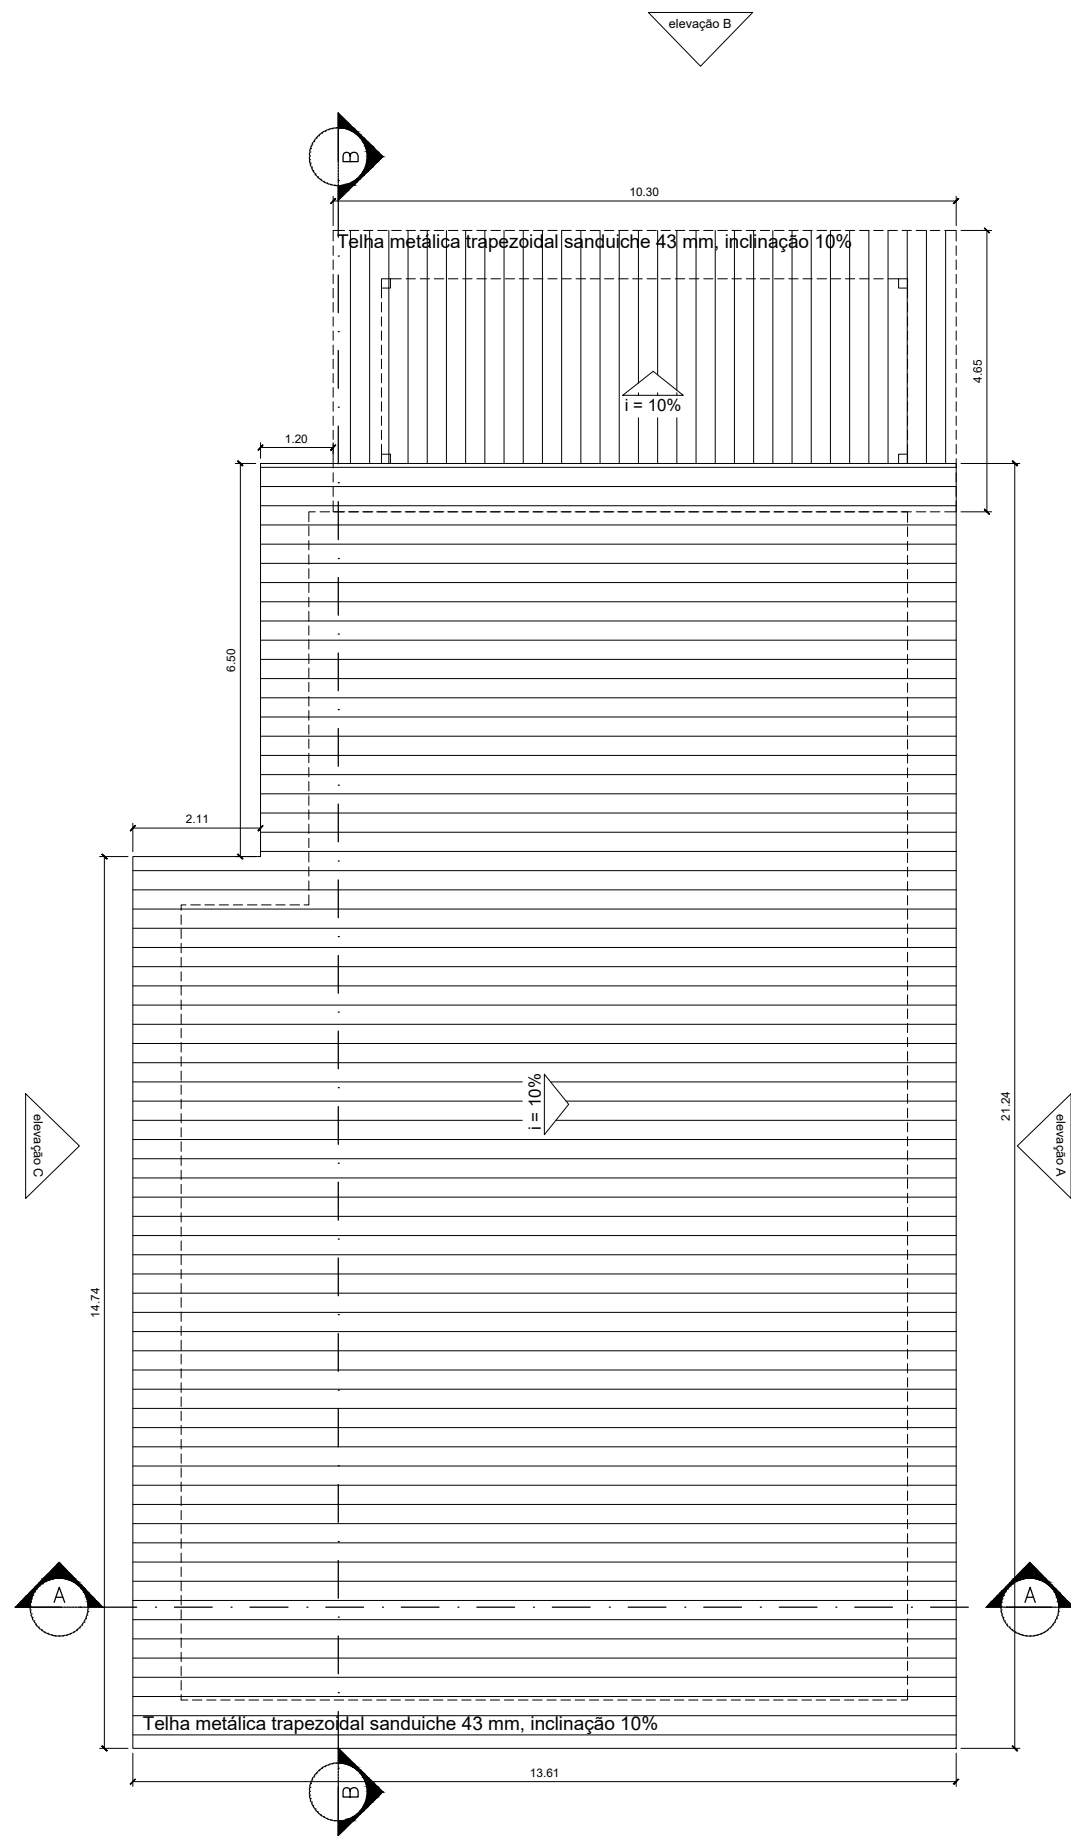 elevação B
B
10.30
Telha metálica trapezoidal sanduiche 43 mm, inclinação 10%
4.65
i = 10%
1.20
6.50
2.11
i = 10%
elevação C
elevação A
21.24
14.74
A
A
Telha metálica trapezoidal sanduiche 43 mm, inclinação 10%
13.61
B